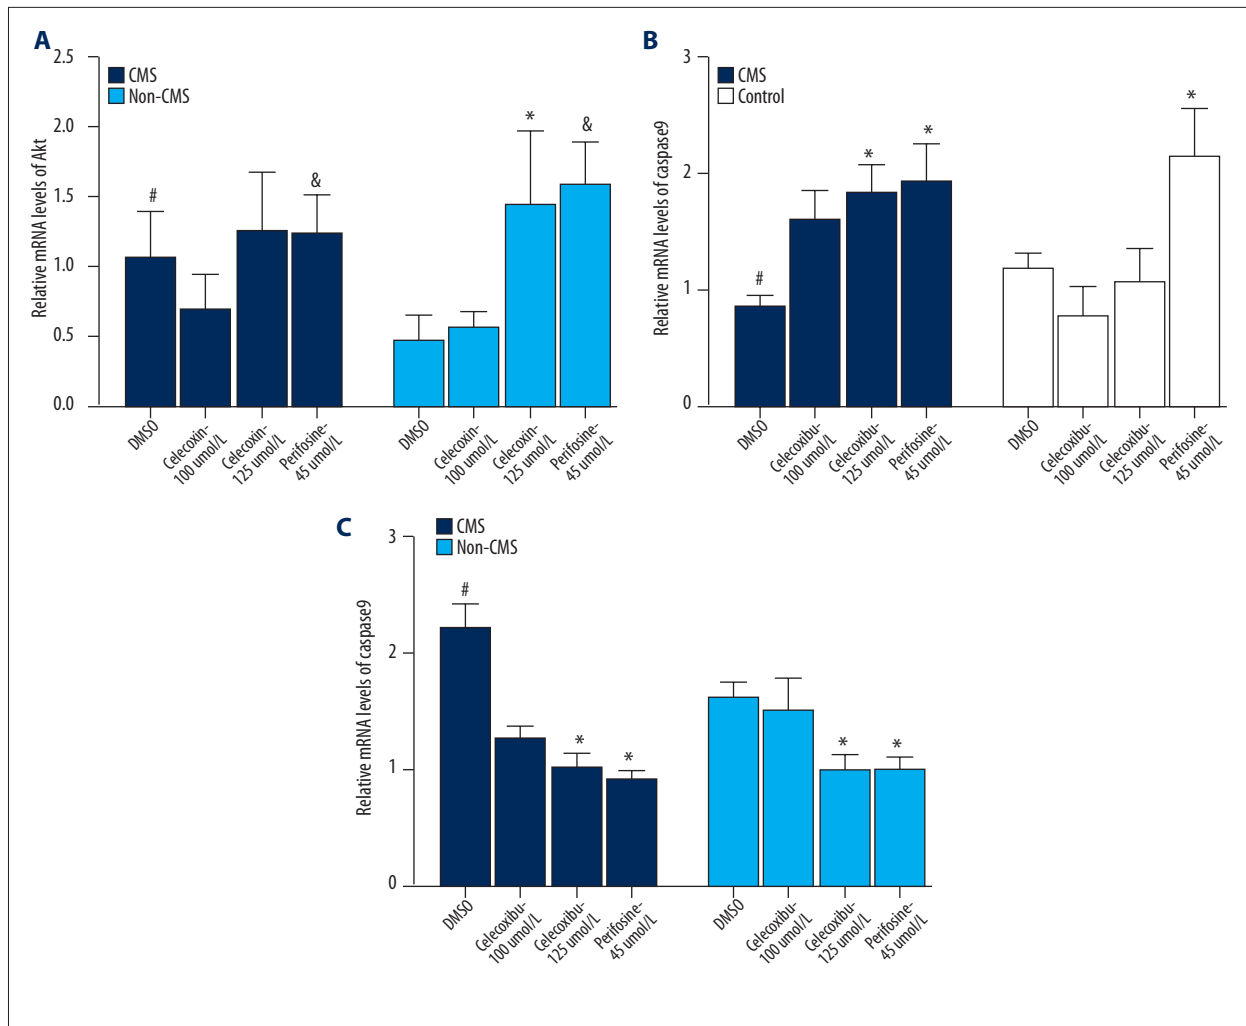 A
2.5
2.0
1.5
1.0
0.5
0.0
Relative mRNA levels of Akt
CMS
Non-CMS
#
&
*
&
DMSO
Celecoxin-
100 umol/L
Celecoxin-
125 umol/L
Perifosine-
45 umol/L
DMSO
Celecoxin-
100 umol/L
Celecoxin-
125 umol/L
Perifosine-
45 umol/L
B
3
2
1
0
Relative mRNA levels of caspase9
CMS
Control
#
*
*
*
DMSO
Celecoxibu-
100 umol/L
Celecoxibu-
125 umol/L
Perifosine-
45 umol/L
DMSO
Celecoxibu-
100 umol/L
Celecoxibu-
125 umol/L
Perifosine-
45 umol/L
C
3
2
1
0
Relative mRNA levels of caspase9
CMS
Non-CMS
#
*
*
*
*
DMSO
Celecoxibu-
100 umol/L
Celecoxibu-
125 umol/L
Perifosine-
45 umol/L
DMSO
Celecoxibu-
100 umol/L
Celecoxibu-
125 umol/L
Perifosine-
45 umol/L